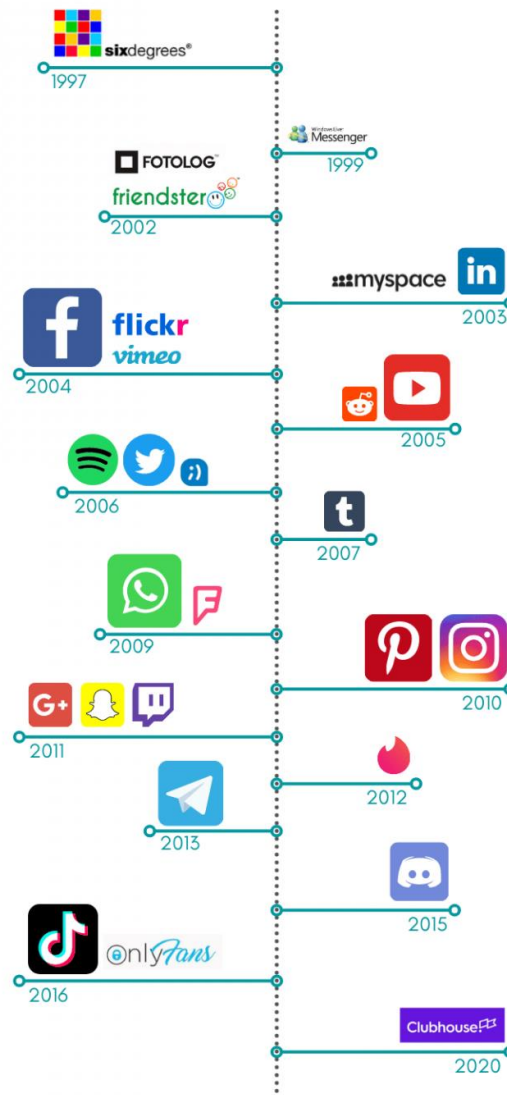 sixdegrees®
1997
Windows Live
Messenger
1999
FOTOLOG™
friendster
2002
myspace
in
2003
f
flickr
vimeo
2004
2005
;)
2006
t
2007
2009
2010
G+
2011
2012
2013
2015
OnlyFans
2016
Clubhouse
2020